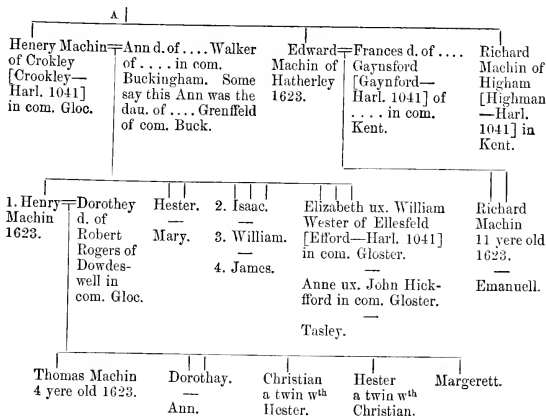 A
Henery Machin
of Crokley
[Crookley—
Harl. 1041]
in com. Gloc.
Ann d. of .... Walker
of .... in com.
Buckingham. Some
say this Ann was the
dau. of .... Grenffeld
of com. Buck.
Edward
Machin of
Hatherley
1623.
Frances d. of ....
Gaynsford
[Gaynford—
Harl. 1041] of
.... in com.
Kent.
Richard
Machin of
Higham
[Highman
—Harl.
1041] in
Kent.
1. Henry
Machin
1623.
Dorothey
d. of
Robert
Rogers of
Dowdes-
well in
com. Gloc.
Hester.
—
Mary.
2. Isaac.
—
3. William.
—
4. James.
Elizabeth ux. William
Wester of Ellesfeld
[Efford—Harl. 1041]
in com. Gloster.
—
Anne ux. John Hick-
fford in com. Gloster.
—
Tasley.
Richard
Machin
11 yere old
1623.
—
Emanuell.
Thomas Machin
4 yere old 1623.
Dorothay.
—
Ann.
Christian
a twin wth
Hester.
Hester
a twin wth
Christian.
Margerett.